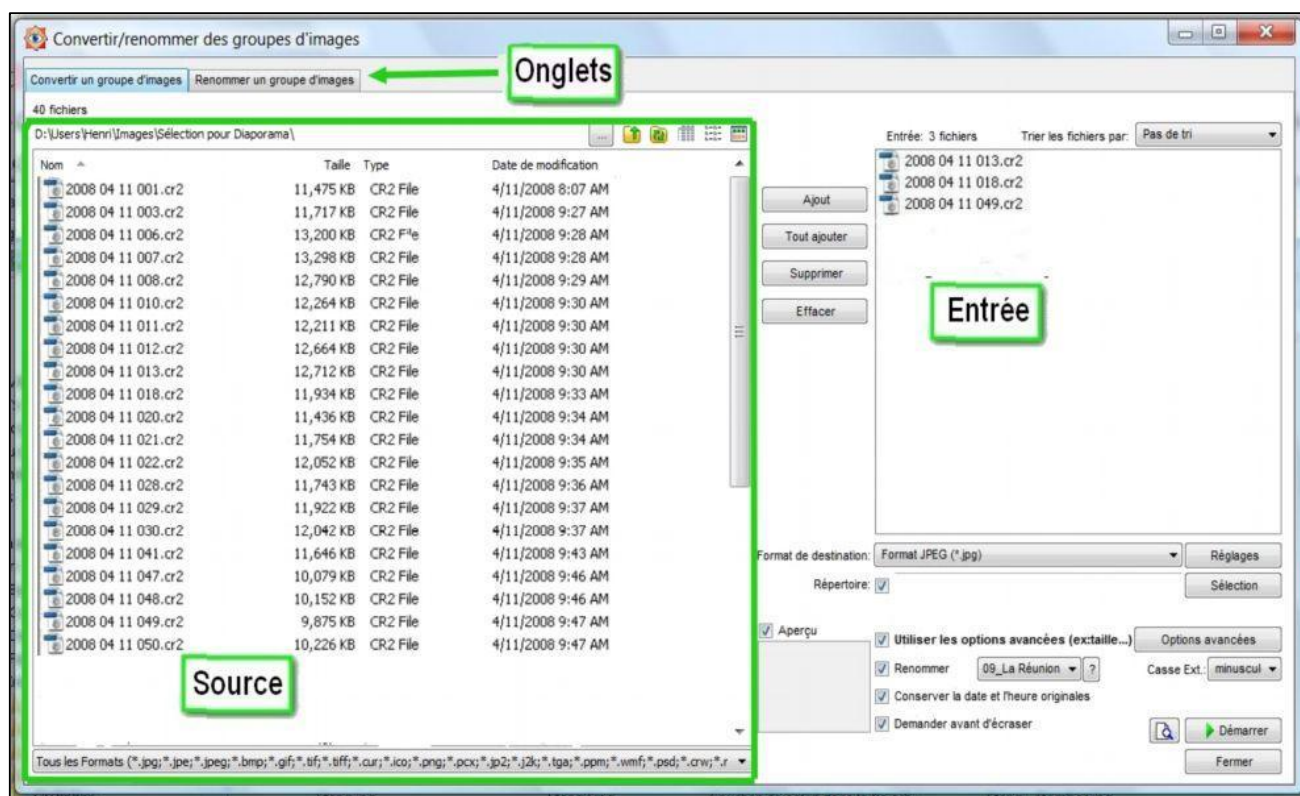 Convertir/renommer des groupes d'images
Onglets
Convertir un groupe d'images Renommer un groupe d'images
40 fichiers
D:\Users\Henri\Images\Sélection pour Diaporama\ ...
Entrée: 3 fichiers Trier les fichiers par: Pas de tri
Nom Taille Type Date de modification
2008 04 11 001.cr2 11,475 KB CR2 File 4/11/2008 8:07 AM
2008 04 11 003.cr2 11,717 KB CR2 File 4/11/2008 9:27 AM
2008 04 11 006.cr2 13,200 KB CR2 File 4/11/2008 9:28 AM
2008 04 11 007.cr2 13,298 KB CR2 File 4/11/2008 9:28 AM
2008 04 11 008.cr2 12,790 KB CR2 File 4/11/2008 9:29 AM
2008 04 11 010.cr2 12,264 KB CR2 File 4/11/2008 9:30 AM
2008 04 11 011.cr2 12,211 KB CR2 File 4/11/2008 9:30 AM
2008 04 11 012.cr2 12,664 KB CR2 File 4/11/2008 9:30 AM
2008 04 11 013.cr2 12,712 KB CR2 File 4/11/2008 9:30 AM
2008 04 11 018.cr2 11,934 KB CR2 File 4/11/2008 9:33 AM
2008 04 11 020.cr2 11,436 KB CR2 File 4/11/2008 9:34 AM
2008 04 11 021.cr2 11,754 KB CR2 File 4/11/2008 9:34 AM
2008 04 11 022.cr2 12,052 KB CR2 File 4/11/2008 9:35 AM
2008 04 11 028.cr2 11,743 KB CR2 File 4/11/2008 9:36 AM
2008 04 11 029.cr2 11,922 KB CR2 File 4/11/2008 9:37 AM
2008 04 11 030.cr2 12,042 KB CR2 File 4/11/2008 9:37 AM
2008 04 11 041.cr2 11,646 KB CR2 File 4/11/2008 9:43 AM
2008 04 11 047.cr2 10,079 KB CR2 File 4/11/2008 9:46 AM
2008 04 11 048.cr2 10,152 KB CR2 File 4/11/2008 9:46 AM
2008 04 11 049.cr2 9,875 KB CR2 File 4/11/2008 9:47 AM
2008 04 11 050.cr2 10,226 KB CR2 File 4/11/2008 9:47 AM
Source
Tous les Formats (*.jpg;*.jpe;*.jpeg;*.bmp;*.gif;*.tif;*.tiff;*.cur;*.ico;*.png;*.pcx;*.jp2;*.j2k;*.tga;*.ppm;*.wmf;*.psd;*.crw;*.r
Ajout
Tout ajouter
Supprimer
Effacer
2008 04 11 013.cr2
2008 04 11 018.cr2
2008 04 11 049.cr2
Entrée
Format de destination: Format JPEG (*.jpg) Réglages
Répertoire: Sélection
Aperçu
Utiliser les options avancées (ex:taille...) Options avancées
Renommer 09_La Réunion ? Casse Ext.: minuscul
Conserver la date et l'heure originales
Demander avant d'écraser
Démarrer
Fermer